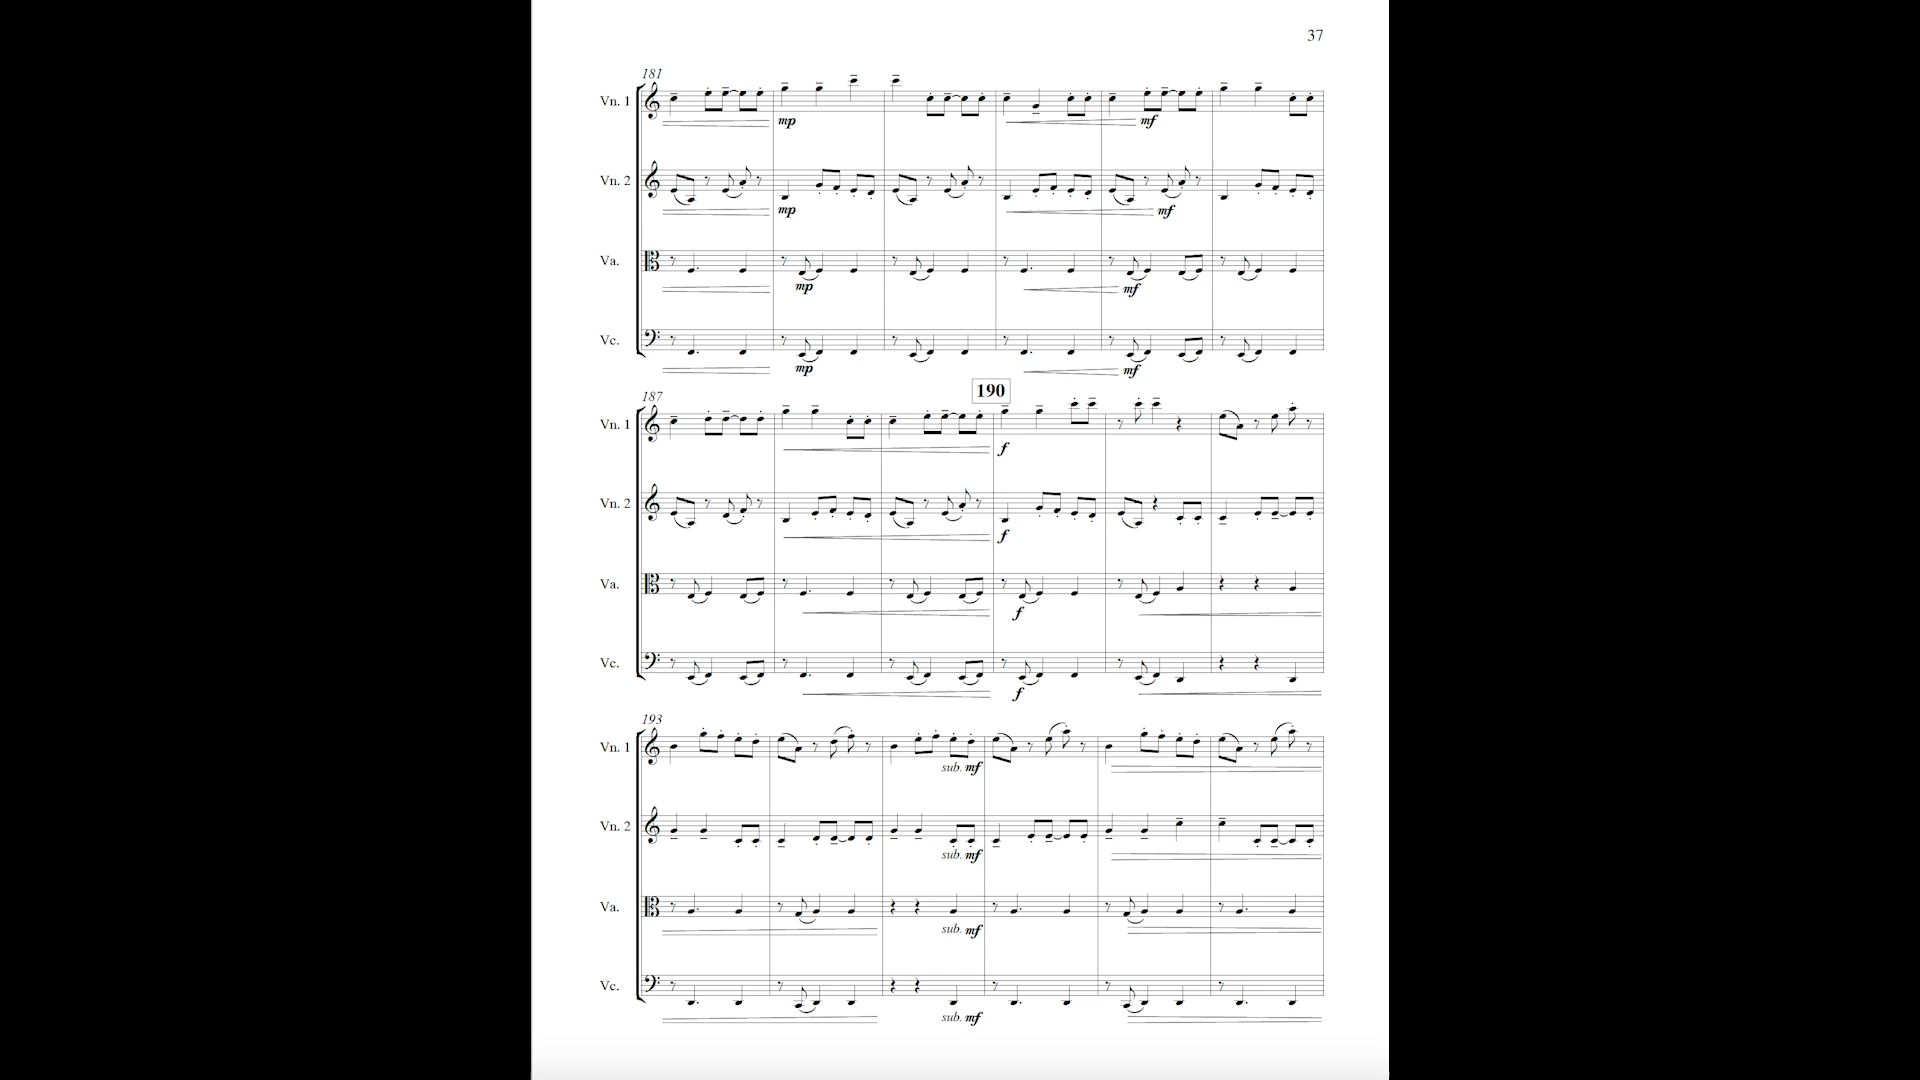 37
181
Vn. 1
mp mf
Vn. 2
mp mf
Va.
mp mf
Vc.
mp mf
190
187
Vn. 1
f
Vn. 2
f
Va.
f
Vc.
f
193
Vn. 1
sub. mf
Vn. 2
sub. mf
Va.
sub. mf
Vc.
sub. mf